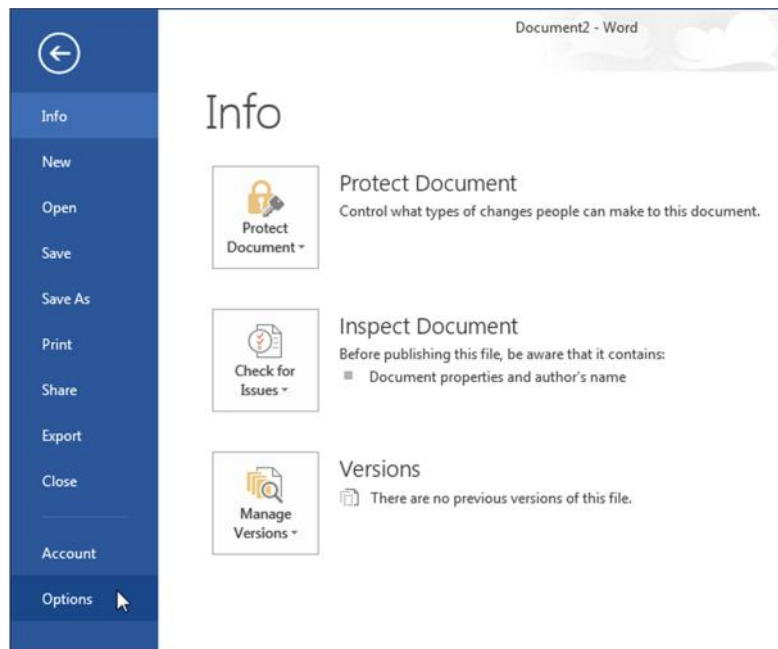 Document2 - Word
Info
New
Open
Save
Save As
Print
Share
Export
Close
Account
Options
Info
Protect
Document
Protect Document
Control what types of changes people can make to this document.
Check for
Issues
Inspect Document
Before publishing this file, be aware that it contains:
Document properties and author's name
Manage
Versions
Versions
There are no previous versions of this file.